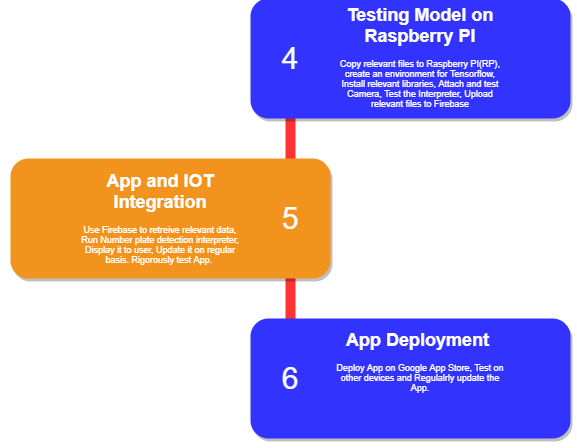 Testing Model on
Raspberry PI
4
Copy relevant files to Raspberry PI(RP),
create an environment for Tensorflow,
Install relevant libraries, Attach and test
Camera, Test the Interpreter, Upload
relevant files to Firebase
App and IOT
Integration
5
Use Firebase to retreive relevant data,
Run Number plate detection interpreter,
Display it to user, Update it on regular
basis. Rigorously test App.
App Deployment
6
Deploy App on Google App Store, Test on
other devices and Regulalrly update the
App.